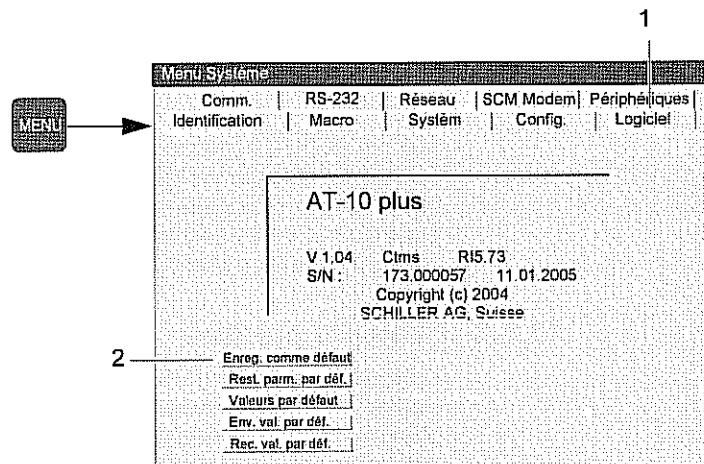 1
Menu Système
MENU
Comm. RS-232 Réseau SCM Modem Périphériques
Identification Macro Systèm Config. Logiciel
AT-10 plus
V 1.04 Ctms RI5.73
S/N : 173.000057 11.01.2005
Copyright (c) 2004
SCHILLER AG, Suisse
2
Enreg. comme défaut
Rest. parm. par déf.
Valeurs par défaut
Env. val. par déf.
Rec. val. par déf.